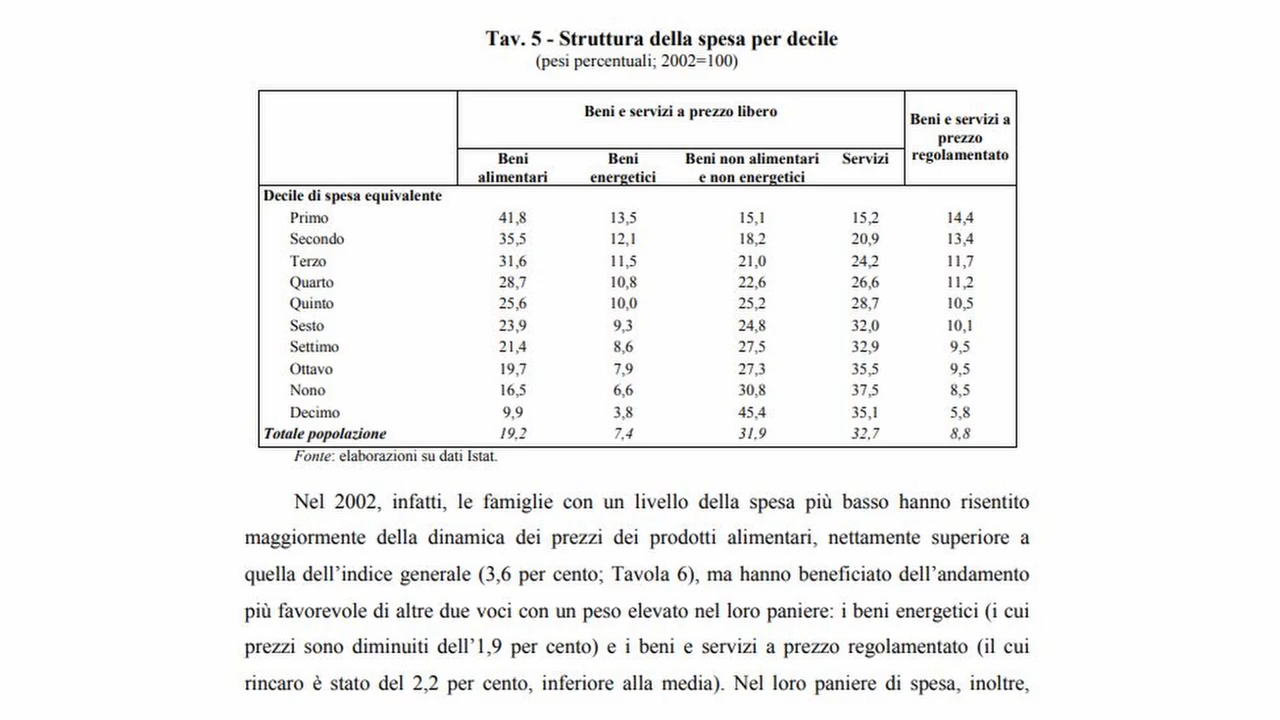 Tav. 5 - Struttura della spesa per decile
(pesi percentuali; 2002=100)
Beni e servizi a prezzo libero
Beni e servizi a
prezzo
regolamentato
Beni Beni Beni non alimentari Servizi
alimentari energetici e non energetici
Decile di spesa equivalente
Primo 41,8 13,5 15,1 15,2 14,4
Secondo 35,5 12,1 18,2 20,9 13,4
Terzo 31,6 11,5 21,0 24,2 11,7
Quarto 28,7 10,8 22,6 26,6 11,2
Quinto 25,6 10,0 25,2 28,7 10,5
Sesto 23,9 9,3 24,8 32,0 10,1
Settimo 21,4 8,6 27,5 32,9 9,5
Ottavo 19,7 7,9 27,3 35,5 9,5
Nono 16,5 6,6 30,8 37,5 8,5
Decimo 9,9 3,8 45,4 35,1 5,8
Totale popolazione 19,2 7,4 31,9 32,7 8,8
Fonte: elaborazioni su dati Istat.
Nel 2002, infatti, le famiglie con un livello della spesa più basso hanno risentito
maggiormente della dinamica dei prezzi dei prodotti alimentari, nettamente superiore a
quella dell’indice generale (3,6 per cento; Tavola 6), ma hanno beneficiato dell’andamento
più favorevole di altre due voci con un peso elevato nel loro paniere: i beni energetici (i cui
prezzi sono diminuiti dell’1,9 per cento) e i beni e servizi a prezzo regolamentato (il cui
rincaro è stato del 2,2 per cento, inferiore alla media). Nel loro paniere di spesa, inoltre,